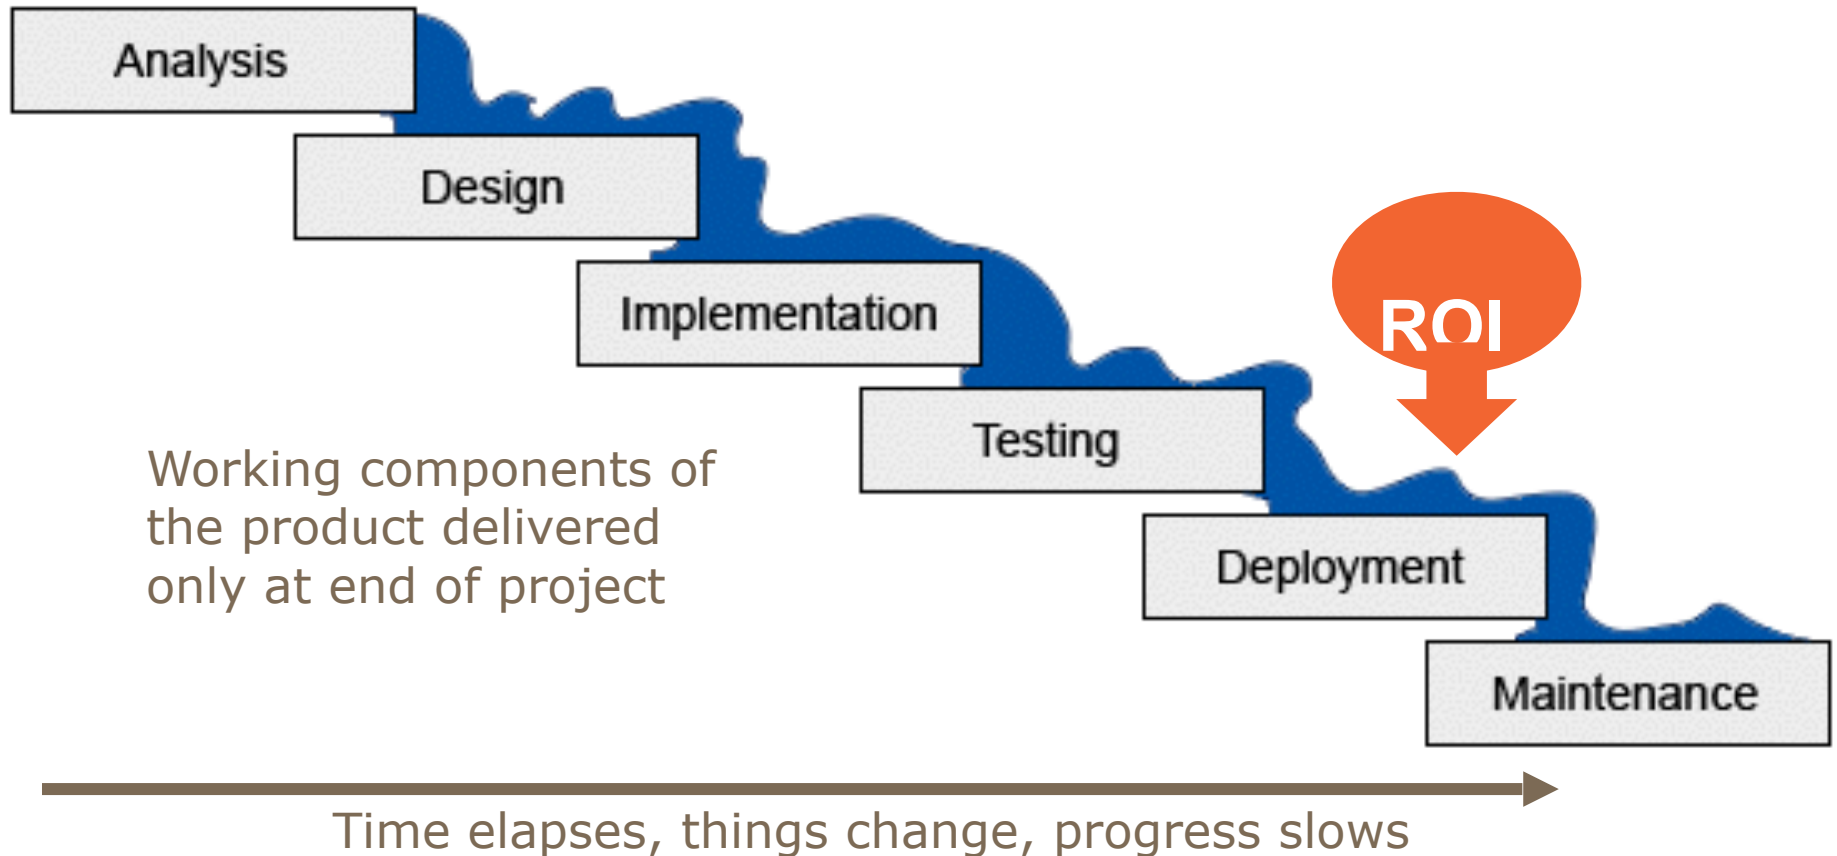 Analysis
Design
Implementation
ROI
Testing
Working components of
the product delivered
only at end of project
Deployment
Maintenance
Time elapses, things change, progress slows